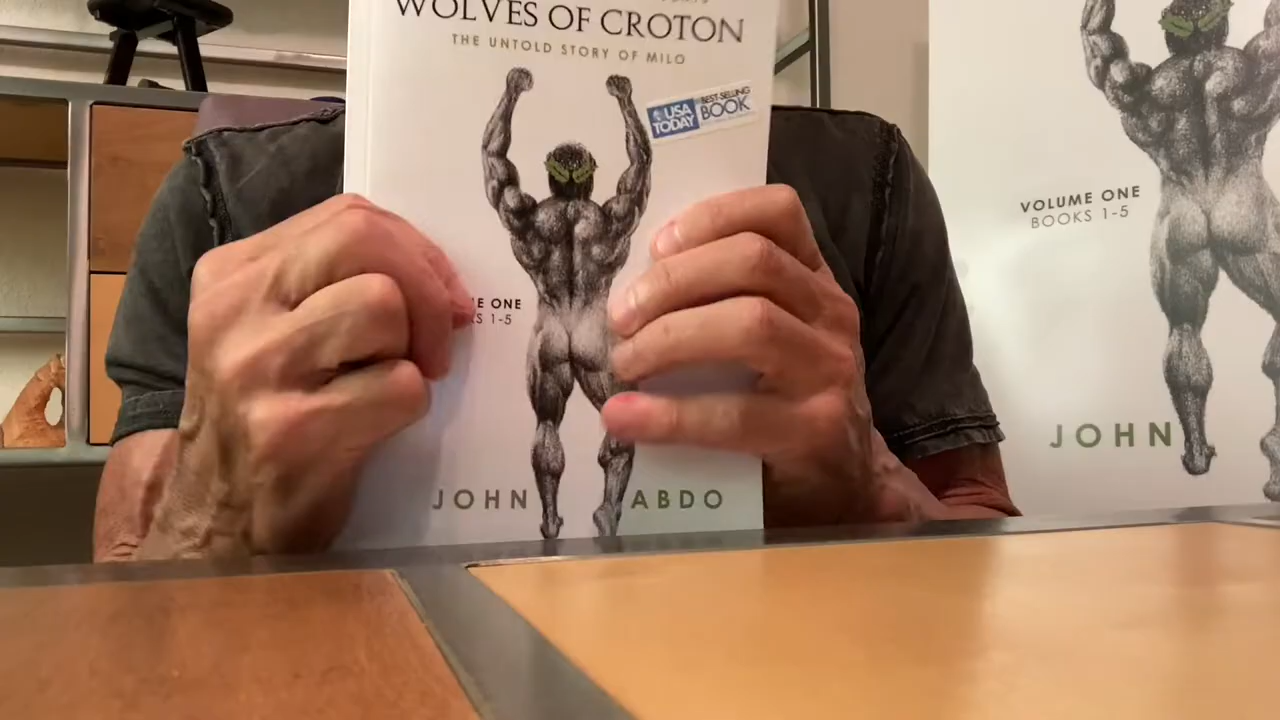 WOLVES OF CROTON
THE UNTOLD STORY OF MILO
USA
TODAY
BEST-SELLING
BOOK
E ONE
KS 1-5
JOHN ABDO
VOLUME ONE
BOOKS 1-5
JOHN